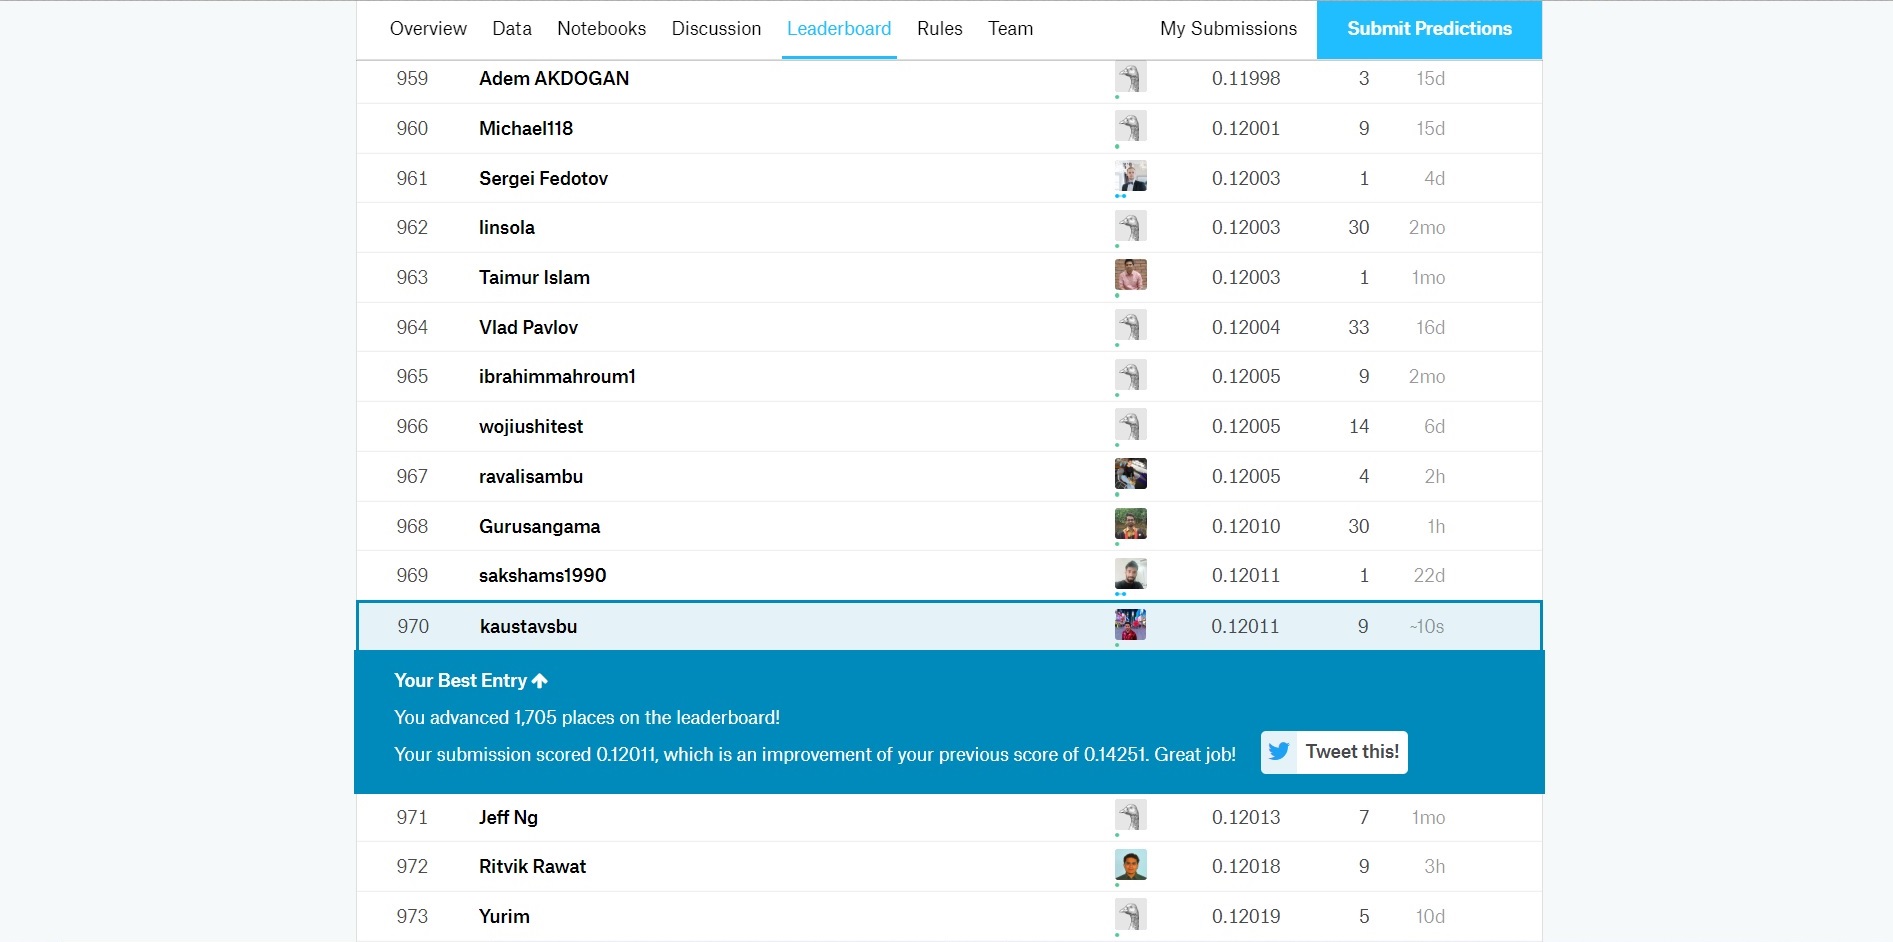 Overview Data Notebooks Discussion Leaderboard Rules Team My Submissions Submit Predictions
959 Adem AKDOGAN 0.11998 3 15d
960 Michael118 0.12001 9 15d
961 Sergei Fedotov 0.12003 1 4d
962 linsola 0.12003 30 2mo
963 Taimur Islam 0.12003 1 1mo
964 Vlad Pavlov 0.12004 33 16d
965 ibrahimmahroum1 0.12005 9 2mo
966 wojiushitest 0.12005 14 6d
967 ravalisambu 0.12005 4 2h
968 Gurusangama 0.12010 30 1h
969 sakshams1990 0.12011 1 22d
970 kaustavsbu 0.12011 9 ~10s
Your Best Entry
You advanced 1,705 places on the leaderboard!
Your submission scored 0.12011, which is an improvement of your previous score of 0.14251. Great job! Tweet this!
971 Jeff Ng 0.12013 7 1mo
972 Ritvik Rawat 0.12018 9 3h
973 Yurim 0.12019 5 10d